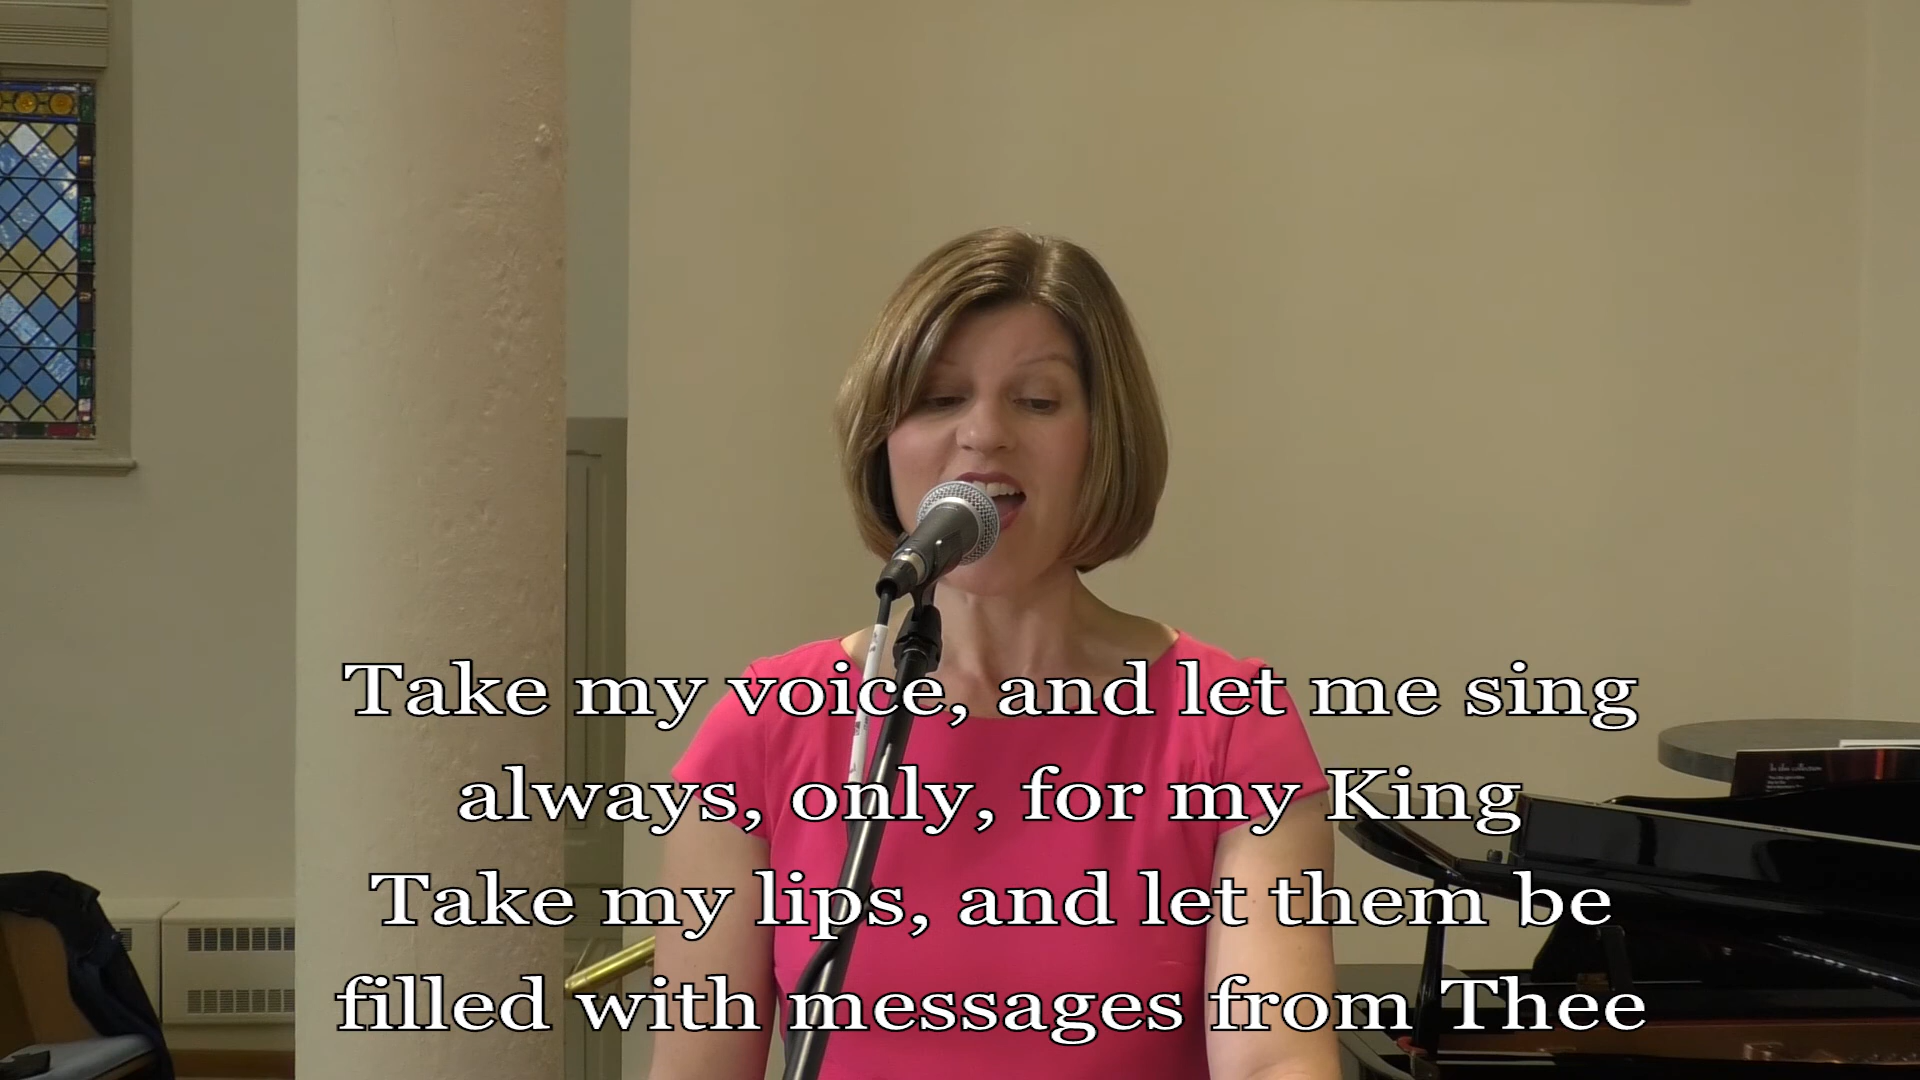 Take my voice, and let me sing
always, only, for my King
Take my lips, and let them be
filled with messages from Thee